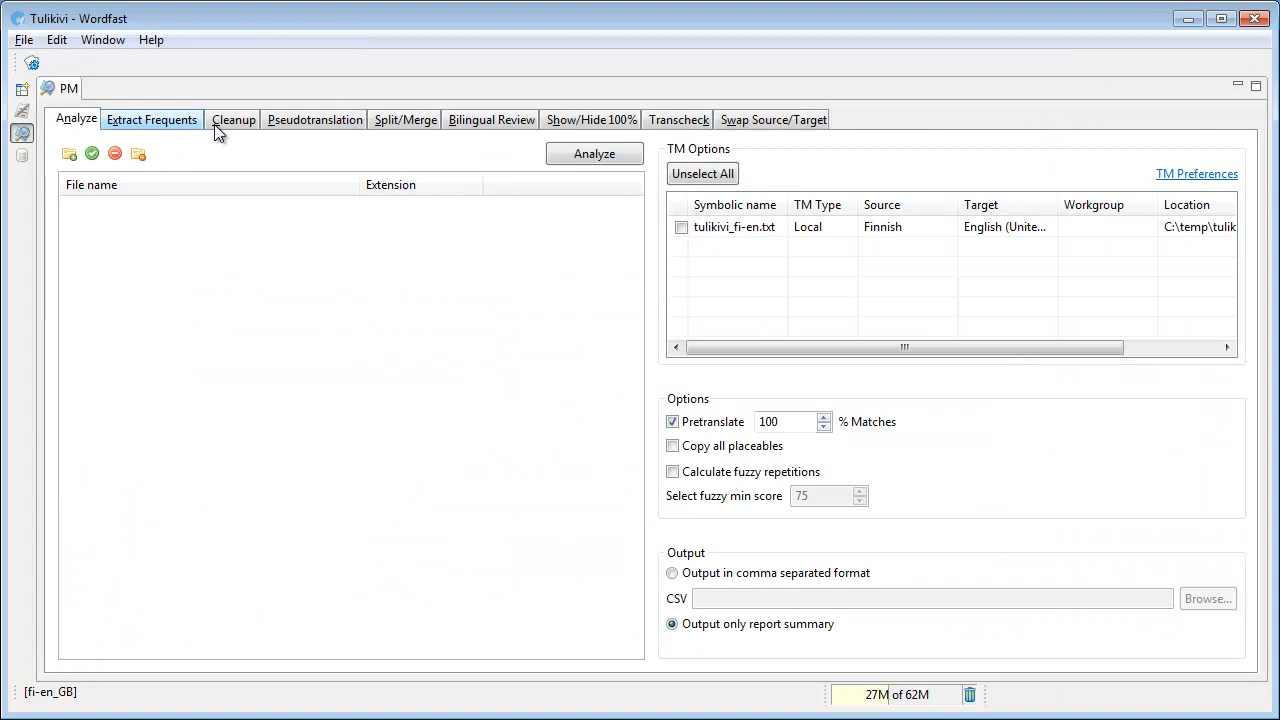 Tulikivi - Wordfast
File Edit Window Help
PM
Analyze Extract Frequents Cleanup Pseudotranslation Split/Merge Bilingual Review Show/Hide 100% Transcheck Swap Source/Target
Analyze
File name Extension
TM Options
Unselect All TM Preferences
Symbolic name TM Type Source Target Workgroup Location
tulikivi_fi-en.txt Local Finnish English (Unite... C:\temp\tulik
Options
Pretranslate 100 % Matches
Copy all placeables
Calculate fuzzy repetitions
Select fuzzy min score 75
Output
Output in comma separated format
CSV Browse...
Output only report summary
[fi-en_GB] 27M of 62M